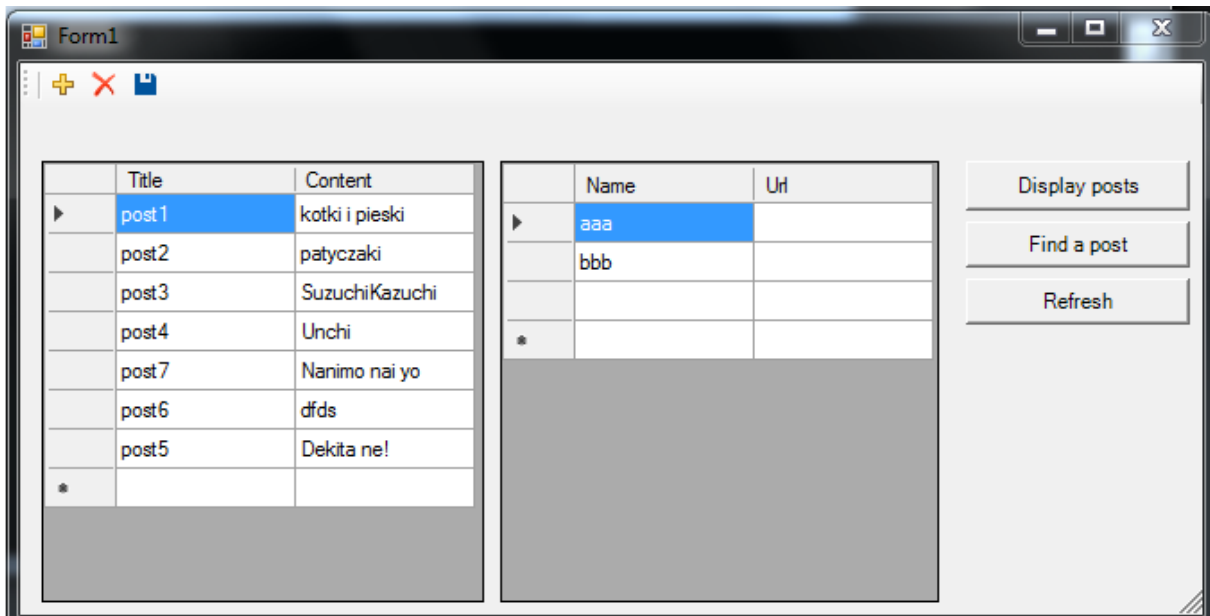 Form1
Title Content
post1 kotki i pieski
post2 patyczaki
post3 SuzuchiKazuchi
post4 Unchi
post7 Nanimo nai yo
post6 dfds
post5 Dekita ne!
Name Url
aaa
bbb
Display posts
Find a post
Refresh